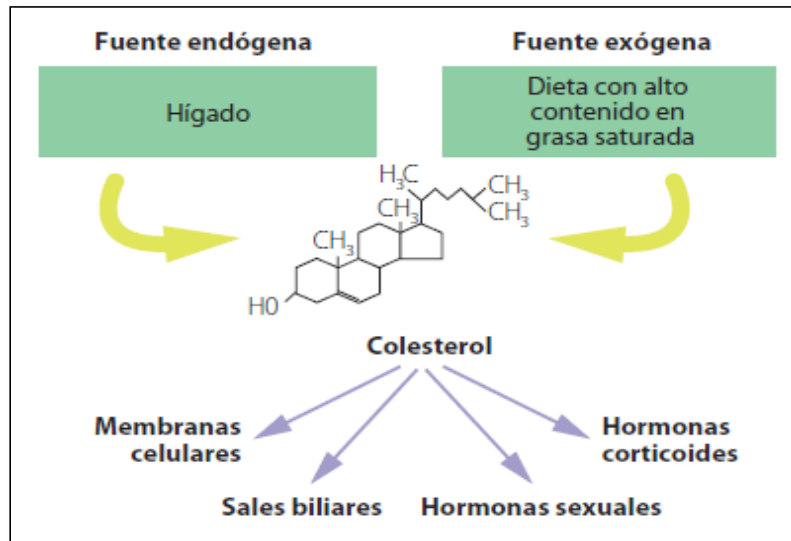 Fuente endógena
Fuente exógena
Hígado
Dieta con alto
contenido en
grasa saturada
H₃C
CH₃
CH₃
CH₃
CH₃
HO
Colesterol
Membranas
celulares
Hormonas
corticoides
Sales biliares
Hormonas sexuales